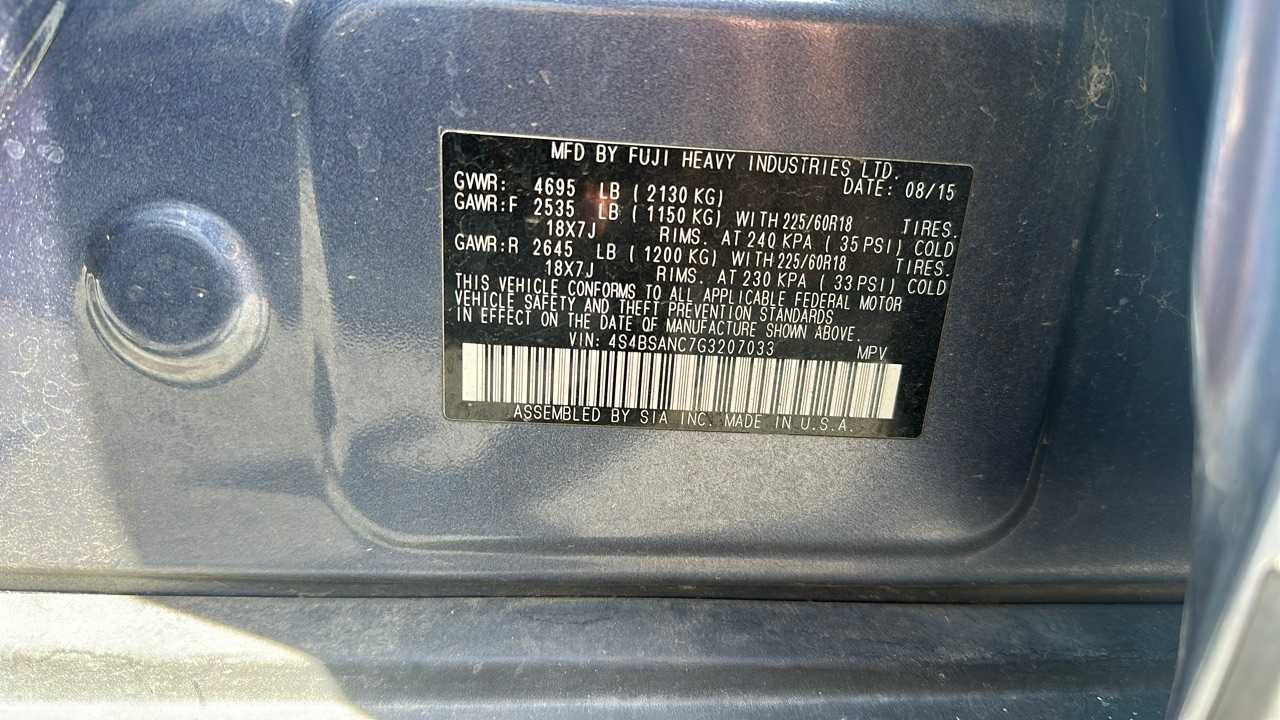 MFD BY FUJI HEAVY INDUSTRIES LTD.
DATE: 08/15
GVWR: 4695 LB ( 2130 KG)
GAWR:F 2535 LB ( 1150 KG) WITH 225/60R18 TIRES.
18X7J RIMS. AT 240 KPA ( 35 PSI) COLD
GAWR:R 2645 LB ( 1200 KG) WITH 225/60R18 TIRES.
18X7J RIMS. AT 230 KPA ( 33 PSI) COLD
THIS VEHICLE CONFORMS TO ALL APPLICABLE FEDERAL MOTOR
VEHICLE SAFETY AND THEFT PREVENTION STANDARDS
IN EFFECT ON THE DATE OF MANUFACTURE SHOWN ABOVE.
VIN: 4S4BSANC7G3207033 MPV
ASSEMBLED BY SIA INC. MADE IN U.S.A.